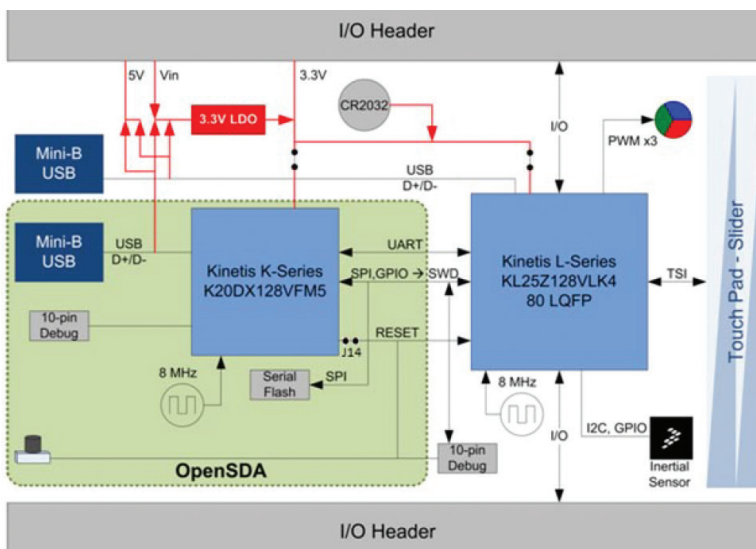 I/O Header
5V
Vin
3.3V
3.3V LDO
CR2032
I/O
PWM x3
Mini-B
USB
USB
D+/D-
Mini-B
USB
USB
D+/D-
Kinetis K-Series
K20DX128VFM5
UART
SPI,GPIO → SWD
Kinetis L-Series
KL25Z128VLK4
80 LQFP
TSI
Touch Pad - Slider
10-pin
Debug
RESET
J14
8 MHz
Serial
Flash
SPI
8 MHz
I/O
I2C, GPIO
10-pin
Debug
Inertial
Sensor
OpenSDA
I/O Header